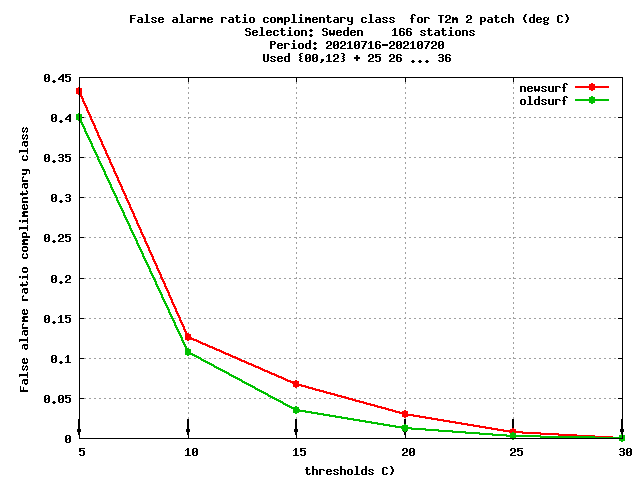 False alarme ratio complimentary class  for T2m 2 patch (deg C)
Selection: Sweden    166 stations
Period: 20210716-20210720
Used {00,12} + 25 26 ... 36
newsurf
oldsurf
False alarme ratio complimentary class
0.45
0.4
0.35
0.3
0.25
0.2
0.15
0.1
0.05
0
5 10 15 20 25 30
thresholds C)